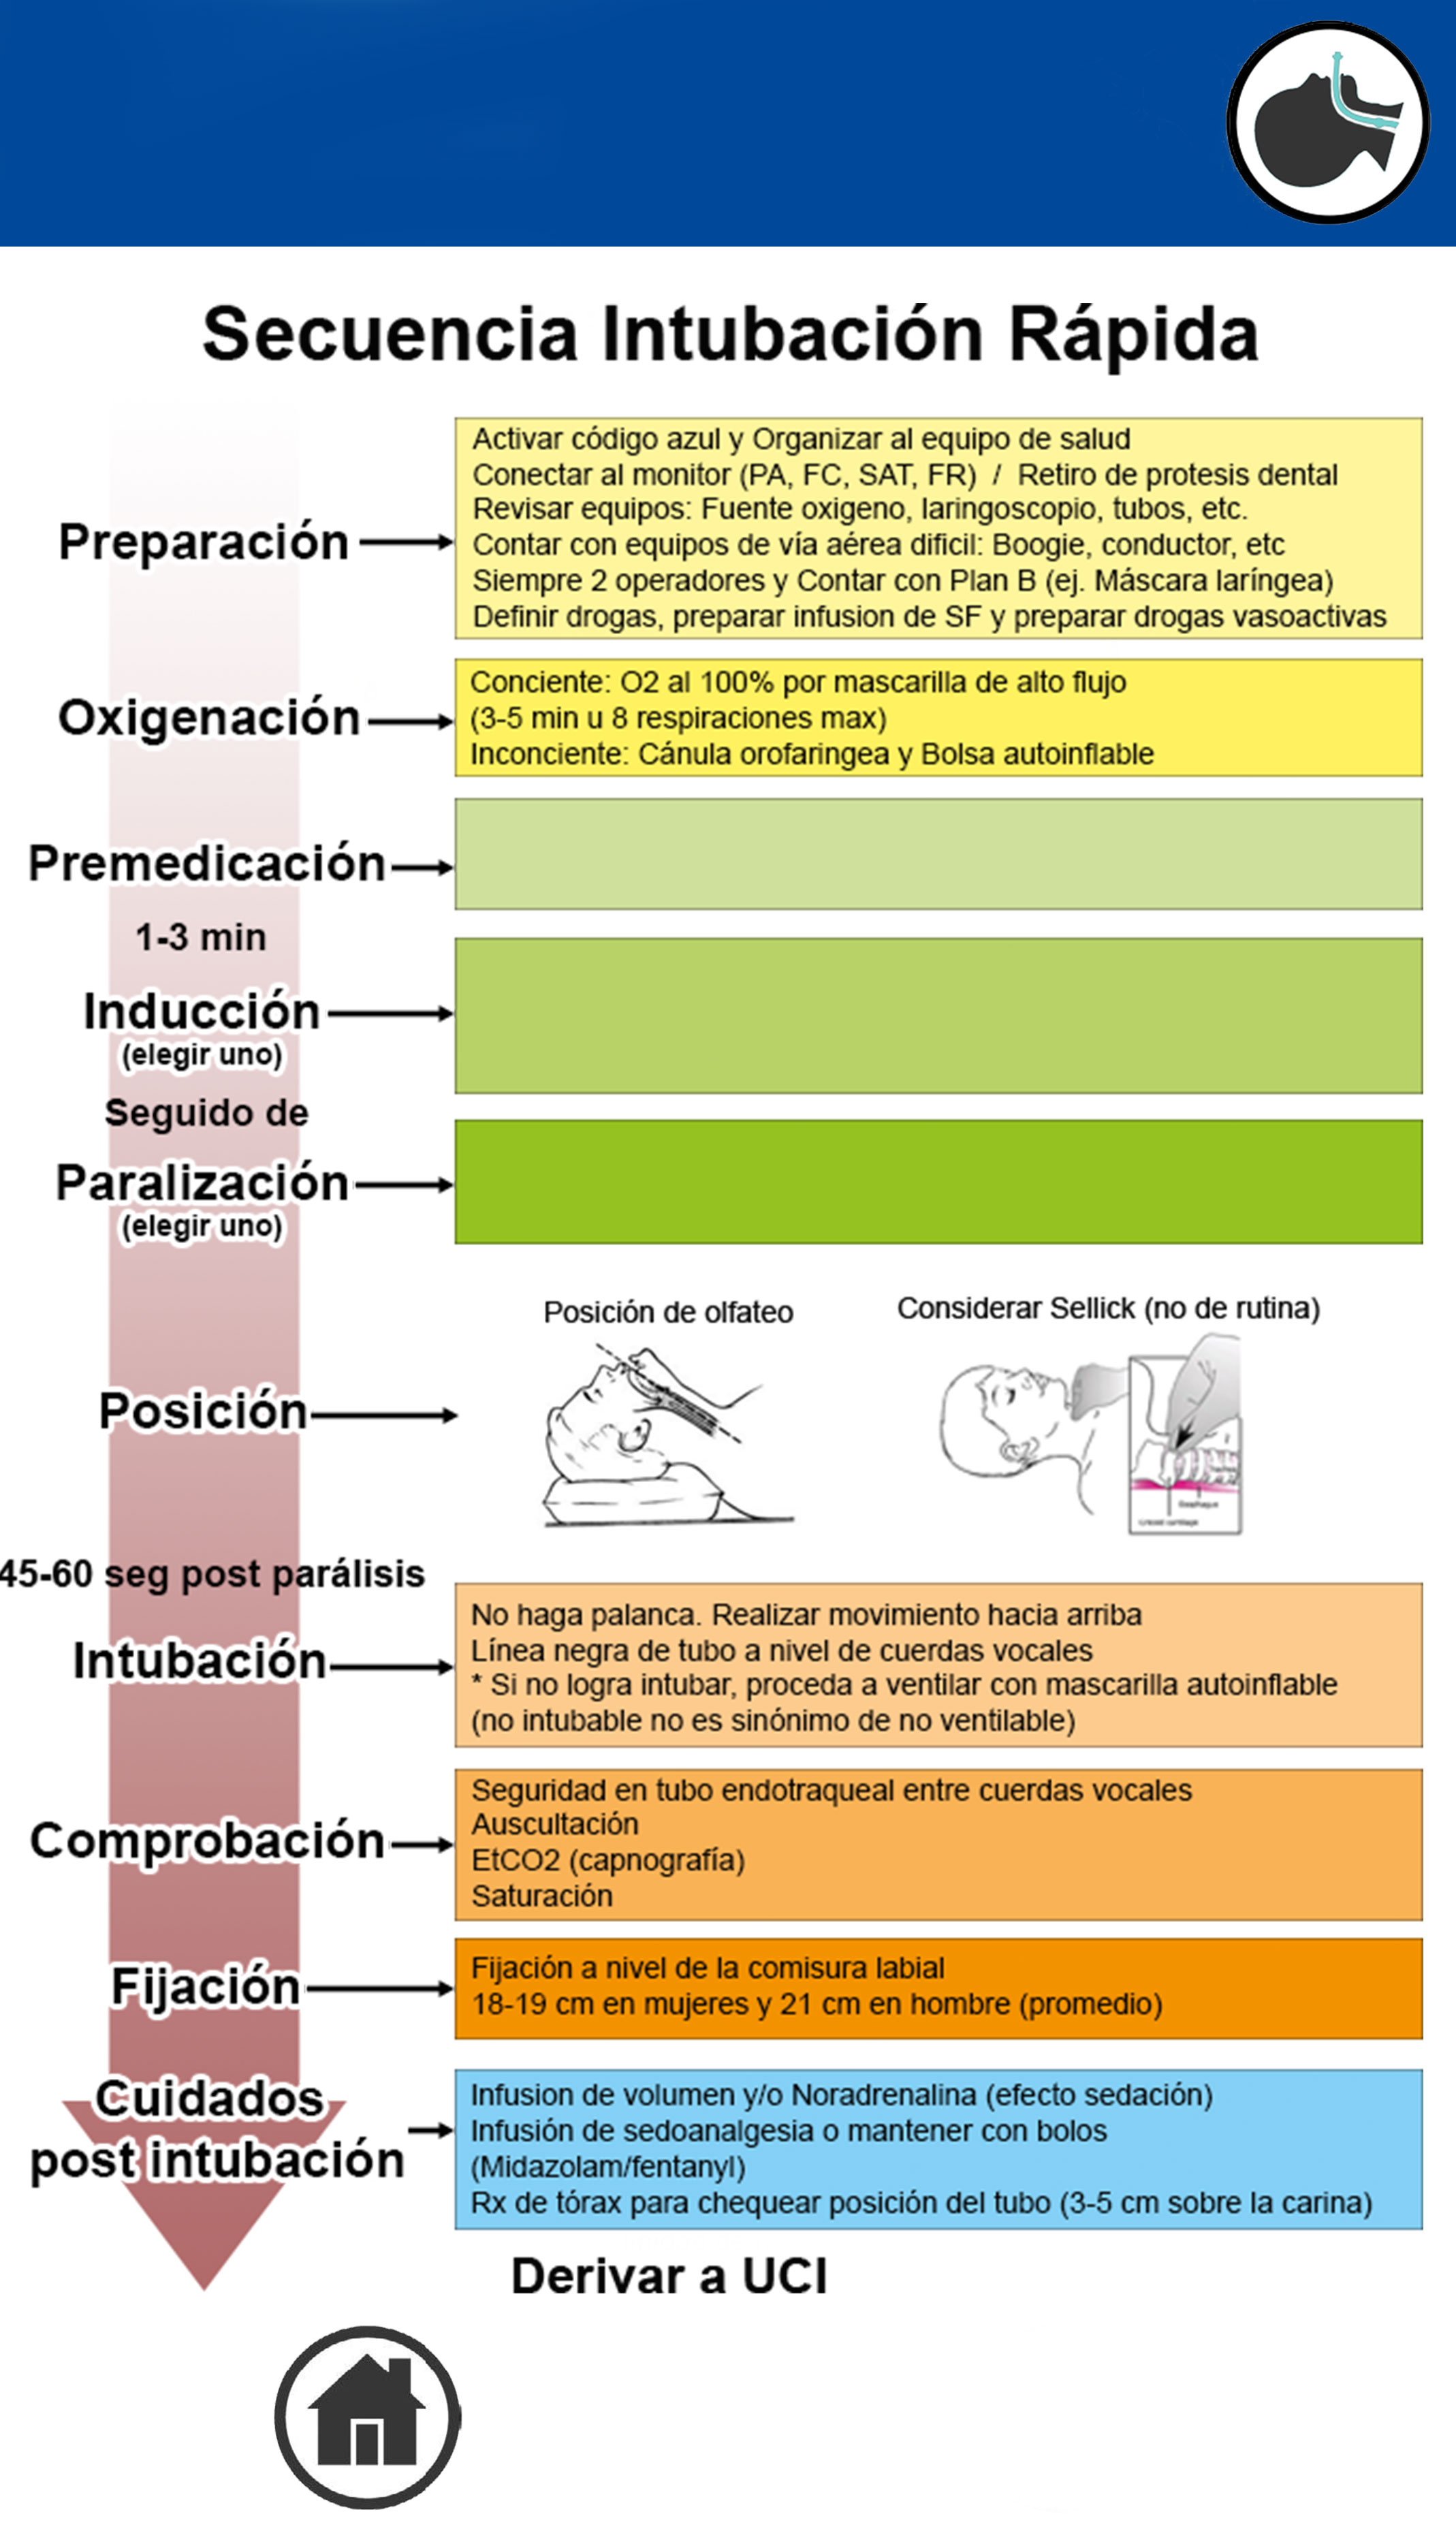 Secuencia Intubación Rápida
Preparación
Activar código azul y Organizar al equipo de salud
Conectar al monitor (PA, FC, SAT, FR) / Retiro de protesis dental
Revisar equipos: Fuente oxigeno, laringoscopio, tubos, etc.
Contar con equipos de vía aérea dificil: Boogie, conductor, etc
Siempre 2 operadores y Contar con Plan B (ej. Máscara laríngea)
Definir drogas, preparar infusion de SF y preparar drogas vasoactivas
Oxigenación
Conciente: O2 al 100% por mascarilla de alto flujo
(3-5 min u 8 respiraciones max)
Inconciente: Cánula orofaringea y Bolsa autoinflable
Premedicación
1-3 min
Inducción
(elegir uno)
Seguido de
Paralización
(elegir uno)
Posición
Posición de olfateo
Considerar Sellick (no de rutina)
45-60 seg post parálisis
Intubación
No haga palanca. Realizar movimiento hacia arriba
Línea negra de tubo a nivel de cuerdas vocales
* Si no logra intubar, proceda a ventilar con mascarilla autoinflable
(no intubable no es sinónimo de no ventilable)
Comprobación
Seguridad en tubo endotraqueal entre cuerdas vocales
Auscultación
EtCO2 (capnografía)
Saturación
Fijación
Fijación a nivel de la comisura labial
18-19 cm en mujeres y 21 cm en hombre (promedio)
Cuidados
post intubación
Infusion de volumen y/o Noradrenalina (efecto sedación)
Infusión de sedoanalgesia o mantener con bolos
(Midazolam/fentanyl)
Rx de tórax para chequear posición del tubo (3-5 cm sobre la carina)
Derivar a UCI